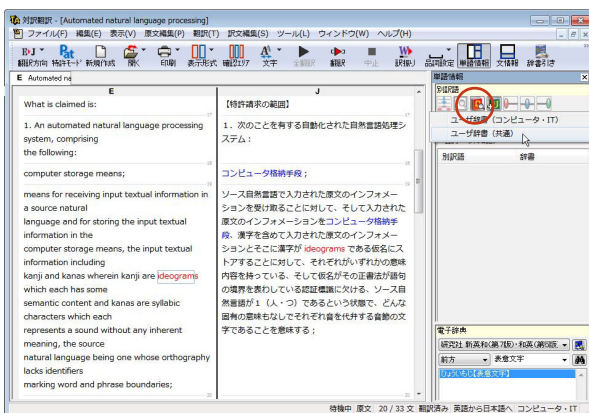 対訳翻訳 - [Automated natural language processing]
ファイル(F) 編集(E) 表示(V) 原文編集(P) 翻訳(T) 訳文編集(S) ツール(L) ウィンドウ(W) ヘルプ(H)
E▶J Pat
翻訳方向 特許モード 新規作成 開く 印刷 表示形式 確認197 文字 全翻訳 翻訳 中止 訳振り 品詞設定 単語情報 文情報 辞書引き
E Automated na
単語情報
別訳語
ユーザ辞書（コンピュータ・IT）
ユーザ辞書（共通）
別訳語 辞書
E J
What is claimed is:
【特許請求の範囲】
1. An automated natural language processing
system, comprising
the following:
1．次のことを有する自動化された自然言語処理シ
ステム：
computer storage means;
コンピュータ格納手段；
means for receiving input textual information in
a source natural
language and for storing the input textual
information in the
computer storage means, the input textual
information including
kanji and kanas wherein kanji are ideograms
which each has some
semantic content and kanas are syllabic
characters which each
represents a sound without any inherent
meaning, the source
natural language being one whose orthography
lacks identifiers
marking word and phrase boundaries;
ソース自然言語で入力された原文のインフォメー
ションを受け取ることに対して、そして入力された
原文のインフォメーションをコンピュータ格納手
段、漢字を含めて入力された原文のインフォメー
ションとそこに漢字が ideograms である仮名にス
トアすることに対して、それぞれがいずれかの意味
内容を持っている、そして仮名がその正書法が語句
の境界を表わしている認証標識に欠ける、ソース自
然言語が１（人・つ）であるという状態で、どんな
固有の意味もなしでそれぞれ音を代弁する音節の文
字であることを意味する；
電子辞典
研究社 新英和(第7版)・和英(第5版
前方 表意文字
ひょういもじ【表意文字】
待機中 原文 20 / 33 文 翻訳済み 英語から日本語へ コンピュータ・IT